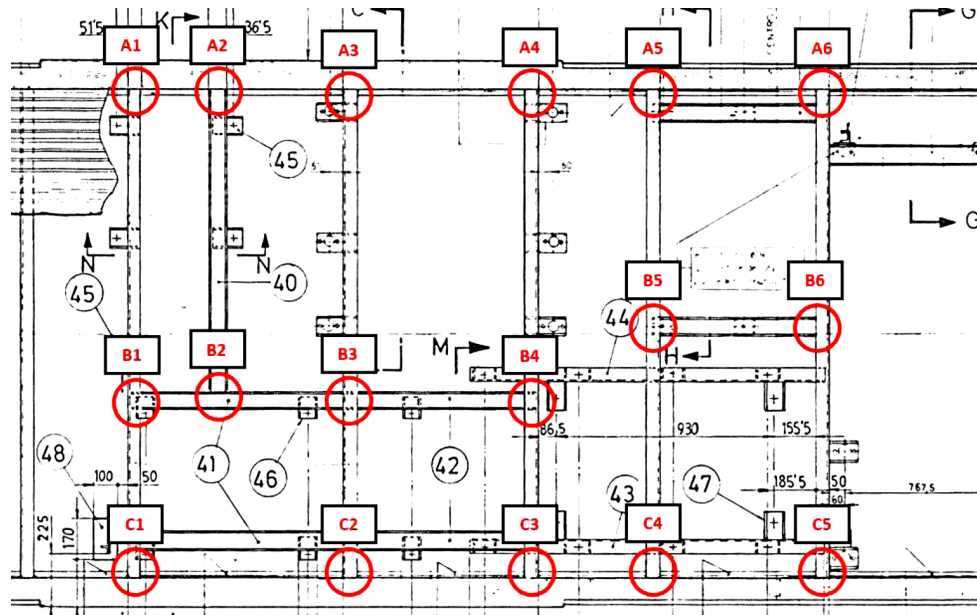 51'5 K 36'5 C H G
A1 A2 A3 A4 A5 A6
CENTRO
45
50
N N 40 G
45
B5 B6
44
B1 B2 B3 M B4 H
86,5 930 155'5
48 41 46 42 47
100 50 43 185'5 50 767,5
60
225 170
C1 C2 C3 C4 C5